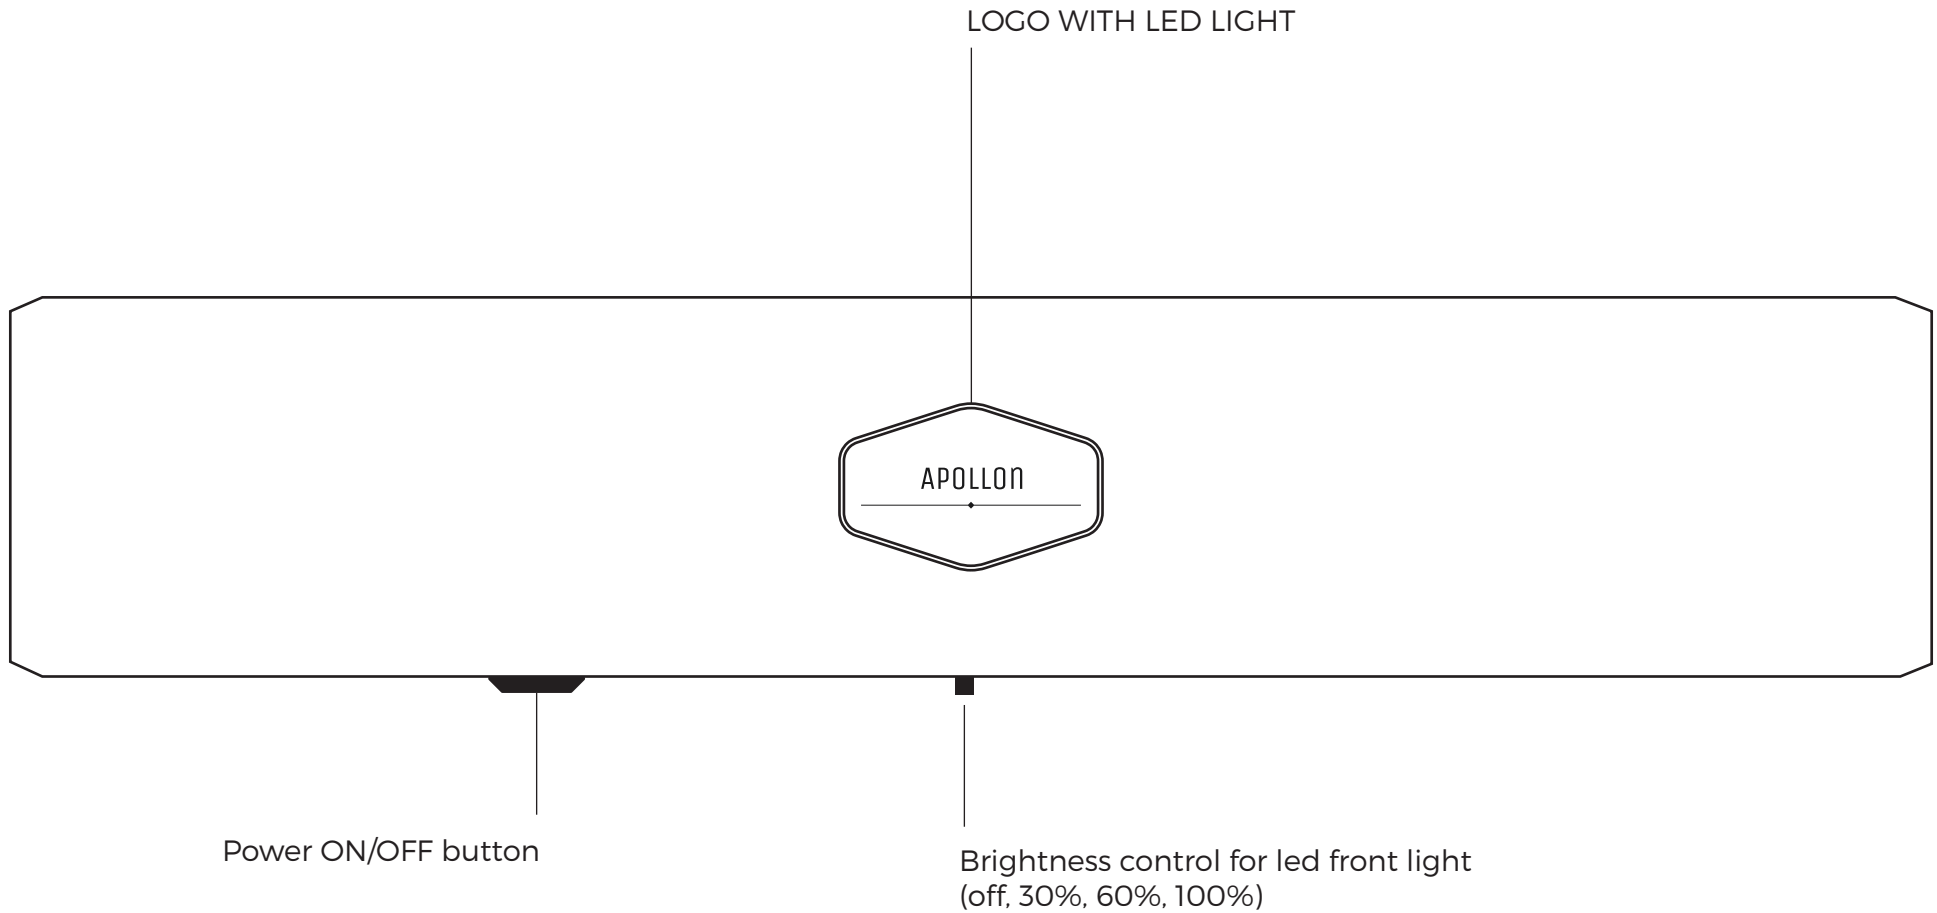 LOGO WITH LED LIGHT
APOLLON
Power ON/OFF button
Brightness control for led front light
(off, 30%, 60%, 100%)